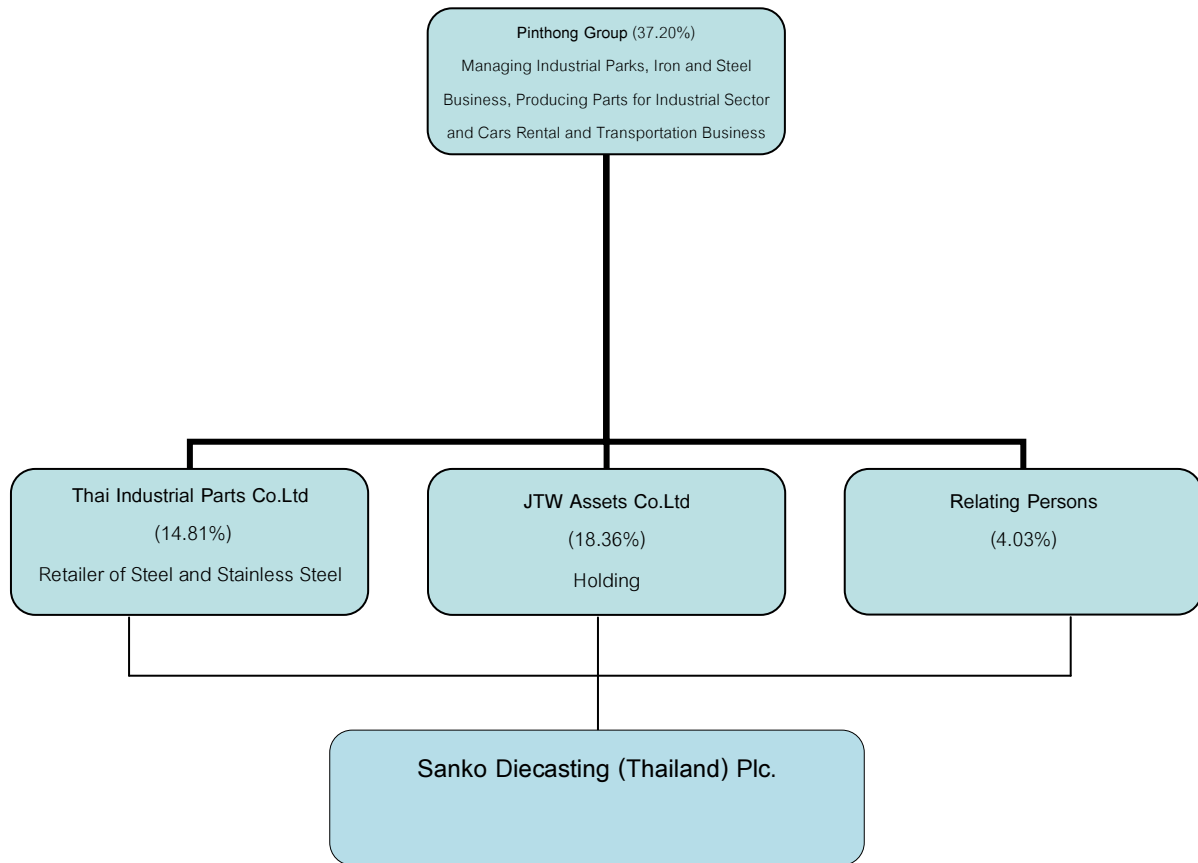 Pinthong Group (37.20%)
Managing Industrial Parks, Iron and Steel
Business, Producing Parts for Industrial Sector
and Cars Rental and Transportation Business
Thai Industrial Parts Co.Ltd
(14.81%)
Retailer of Steel and Stainless Steel
JTW Assets Co.Ltd
(18.36%)
Holding
Relating Persons
(4.03%)
Sanko Diecasting (Thailand) Plc.